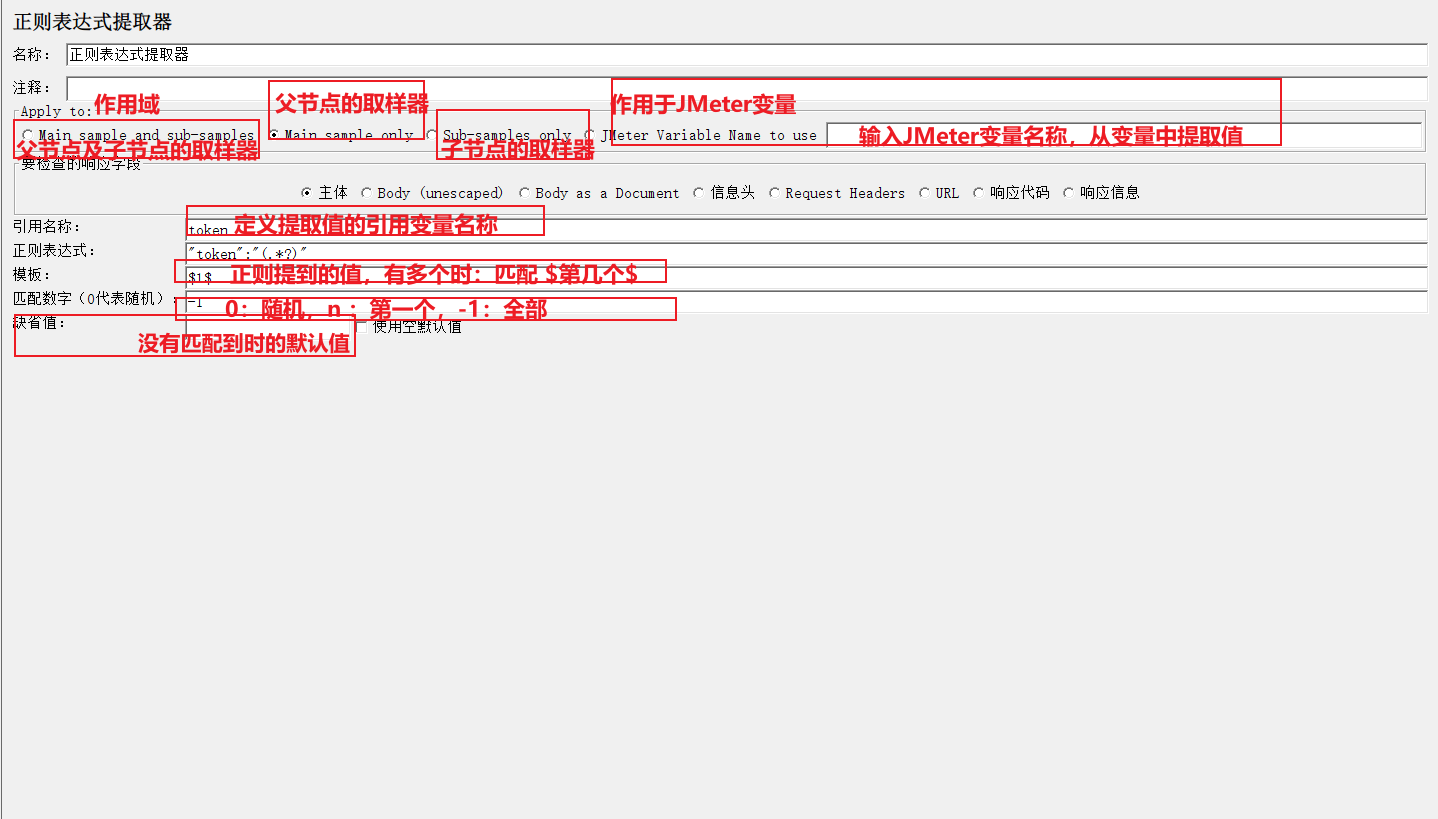 正则表达式提取器
名称： 正则表达式提取器
注释：
Apply to: 作用域 父节点的取样器 作用于JMeter变量
Main sample and sub-samples Main sample only Sub-samples only JMeter Variable Name to use 输入JMeter变量名称，从变量中提取值
父节点及子节点的取样器 子节点的取样器
要检查的响应字段
主体 Body (unescaped) Body as a Document 信息头 Request Headers URL 响应代码 响应信息
引用名称： token 定义提取值的引用变量名称
正则表达式： "token":"(.*?)"
模板： $1$ 正则提到的值，有多个时：匹配 $第几个$
匹配数字（0代表随机）： -1 0：随机，n ：第一个，-1：全部
缺省值： 使用空默认值
没有匹配到时的默认值